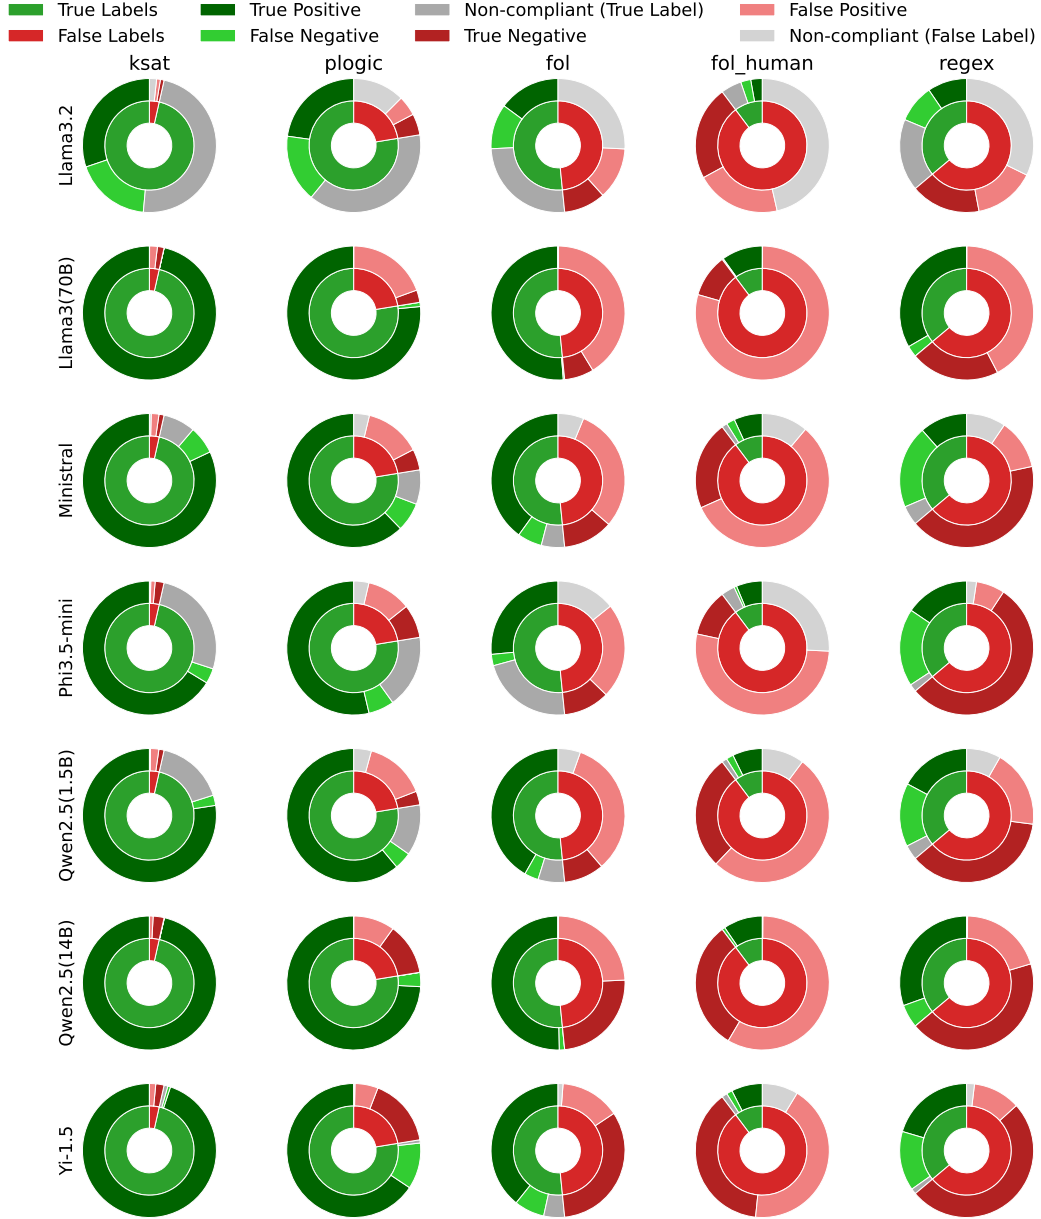 True Labels True Positive Non-compliant (True Label) False Positive
False Labels False Negative True Negative Non-compliant (False Label)
ksat plogic fol fol_human regex
Llama3.2
Llama3(70B)
Ministral
Phi3.5-mini
Qwen2.5(1.5B)
Qwen2.5(14B)
Yi-1.5